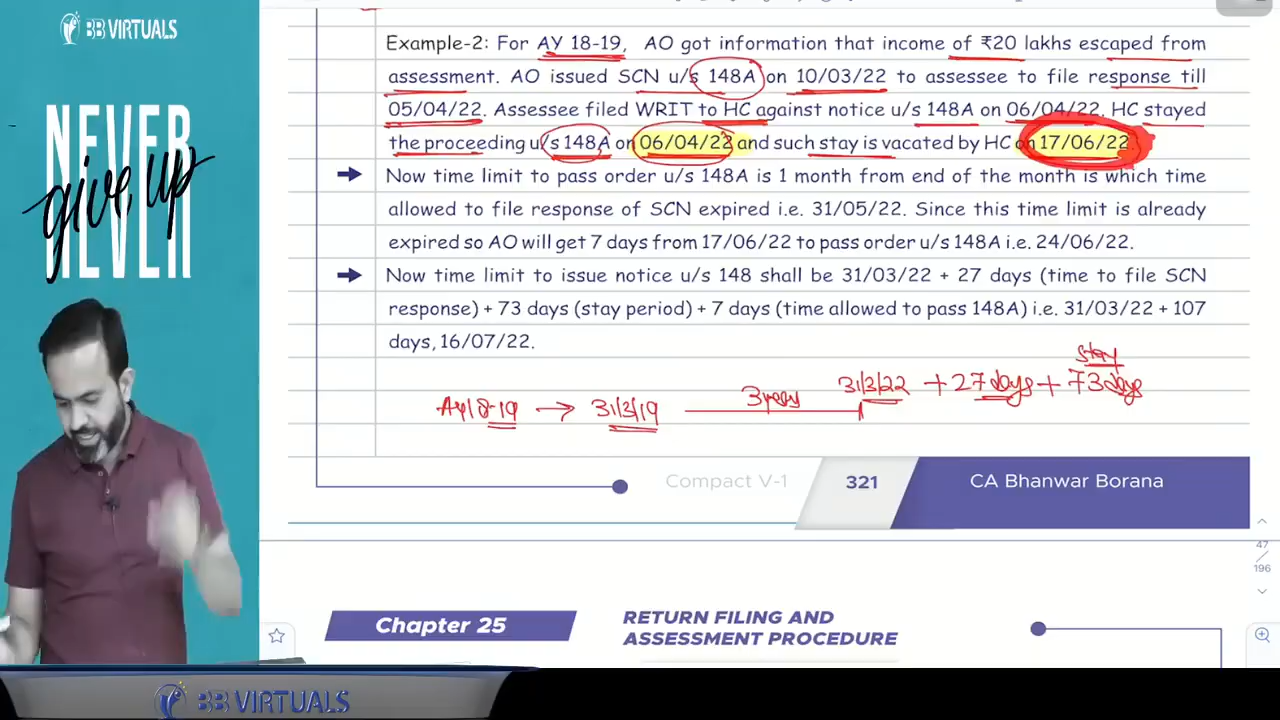 BB VIRTUALS
NEVER
give up
NEVER
Example-2: For AY 18-19, AO got information that income of ₹20 lakhs escaped from
assessment. AO issued SCN u/s 148A on 10/03/22 to assessee to file response till
05/04/22. Assessee filed WRIT to HC against notice u/s 148A on 06/04/22. HC stayed
the proceeding u/s 148A on 06/04/22 and such stay is vacated by HC on 17/06/22
Now time limit to pass order u/s 148A is 1 month from end of the month is which time
allowed to file response of SCN expired i.e. 31/05/22. Since this time limit is already
expired so AO will get 7 days from 17/06/22 to pass order u/s 148A i.e. 24/06/22.
Now time limit to issue notice u/s 148 shall be 31/03/22 + 27 days (time to file SCN
response) + 73 days (stay period) + 7 days (time allowed to pass 148A) i.e. 31/03/22 + 107
days, 16/07/22.
stay
AY 18-19 → 31/3/19 3 years 31/3/22 + 27 days + 73 days
Compact V-1 321 CA Bhanwar Borana
47
/
196
Chapter 25 RETURN FILING AND
ASSESSMENT PROCEDURE
BB VIRTUALS